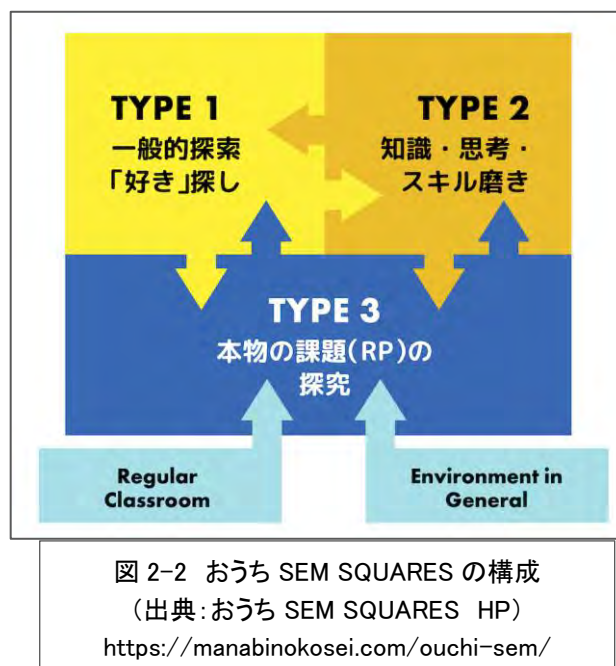 TYPE 1
一般的探索
「好き」探し
TYPE 2
知識・思考・
スキル磨き
TYPE 3
本物の課題(RP)の
探究
Regular
Classroom
Environment in
General
図 2-2 おうち SEM SQUARES の構成
（出典：おうち SEM SQUARES HP）
https://manabinokosei.com/ouchi-sem/